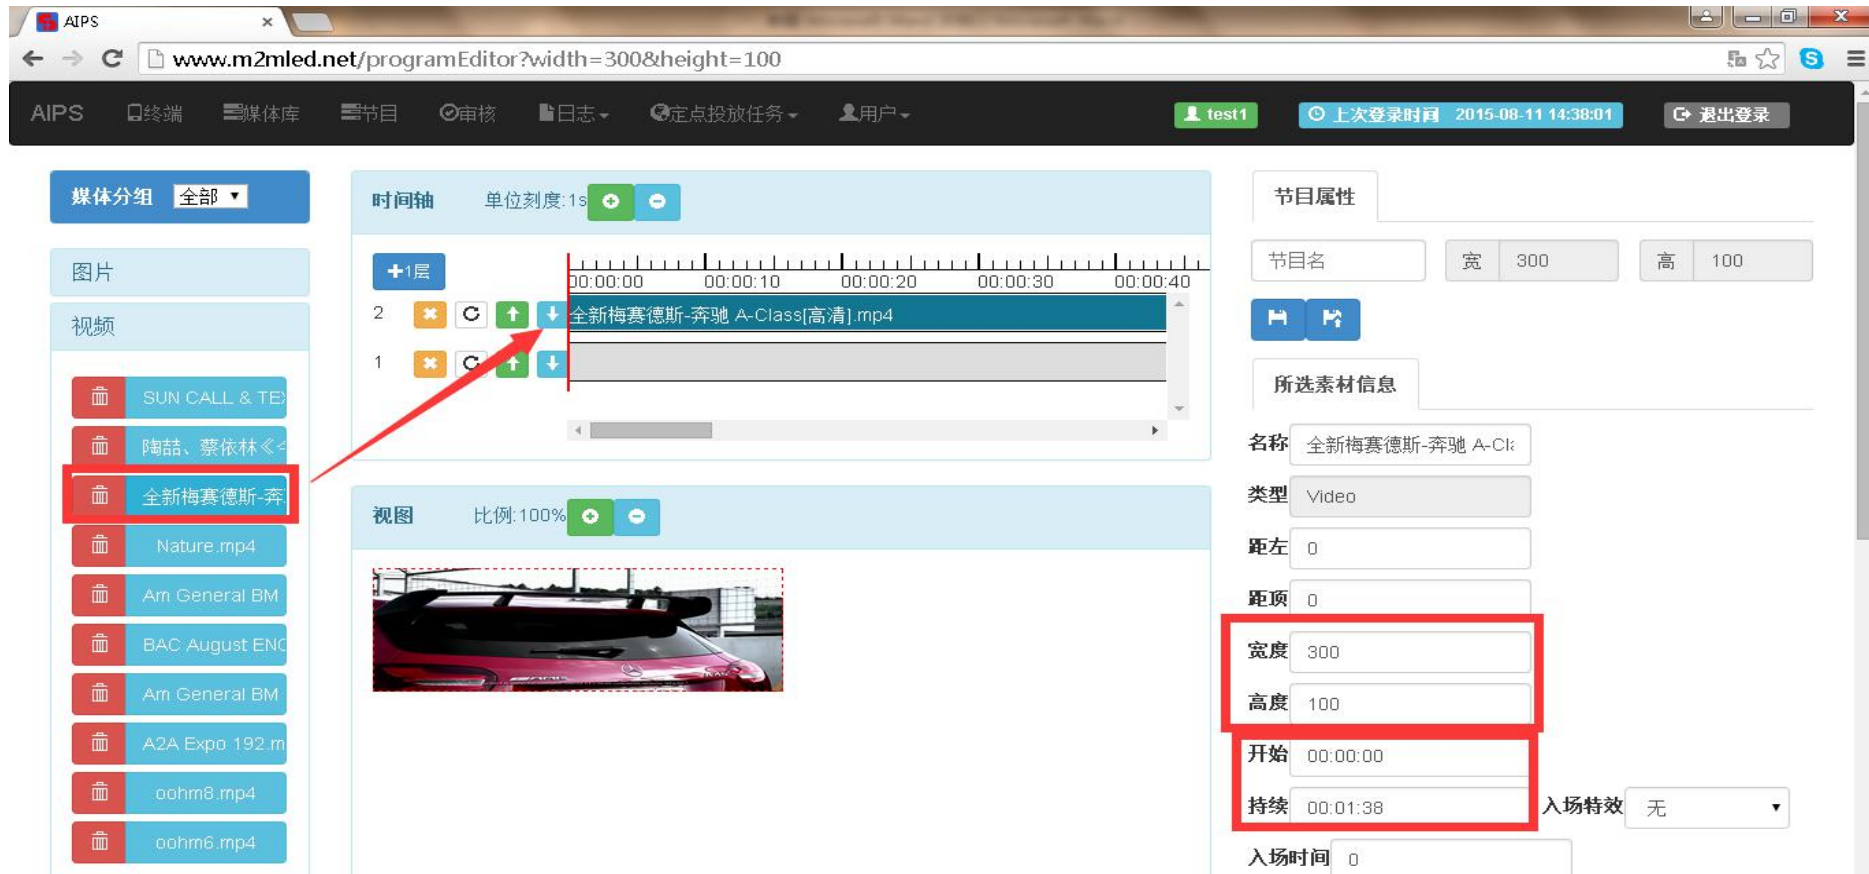 AIPS
www.m2mled.net/programEditor?width=300&height=100
AIPS 终端 媒体库 节目 审核 日志 定点投放任务 用户 test1 上次登录时间 2015-08-11 14:38:01 退出登录
媒体分组 全部
图片
视频
SUN CALL & TE
陶喆、蔡依林《
全新梅赛德斯-奔
Nature.mp4
Am General BM
BAC August ENG
Am General BM
A2A Expo 192.m
oohm8.mp4
oohm6.mp4
时间轴 单位刻度:1s
+1层
00:00:00 00:00:10 00:00:20 00:00:30 00:00:40
2 全新梅赛德斯-奔驰 A-Class[高清].mp4
1
视图 比例:100%
节目属性
节目名 宽 300 高 100
所选素材信息
名称 全新梅赛德斯-奔驰 A-Cla
类型 Video
距左 0
距顶 0
宽度 300
高度 100
开始 00:00:00
持续 00:01:38 入场特效 无
入场时间 0